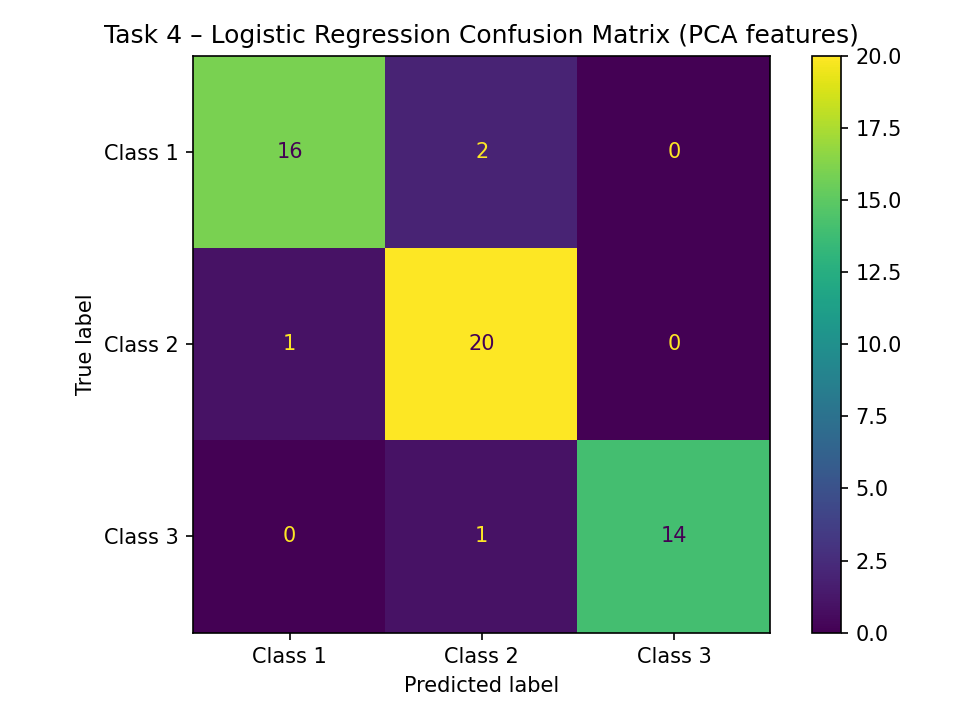 Task 4 – Logistic Regression Confusion Matrix (PCA features)
Class 1 16 2 0
Class 2 1 20 0
Class 3 0 1 14
True label
Class 1 Class 2 Class 3
Predicted label
20.0
17.5
15.0
12.5
10.0
7.5
5.0
2.5
0.0